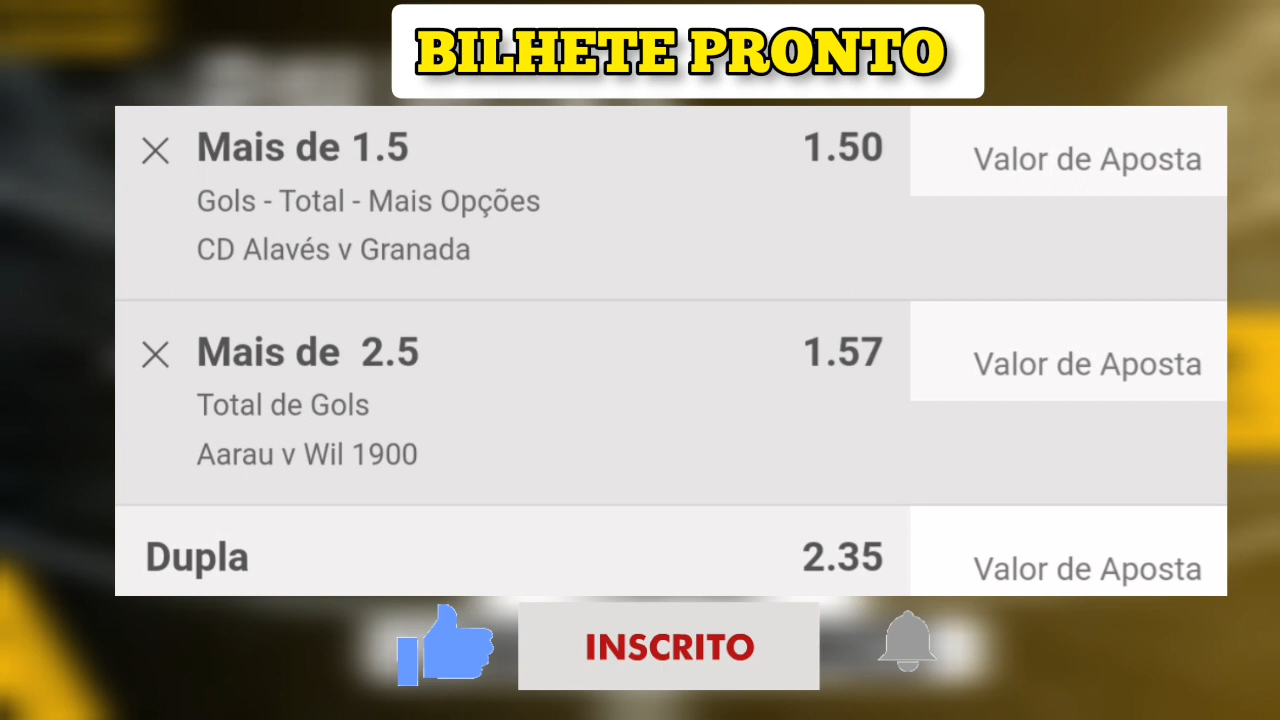 BILHETE PRONTO
Mais de 1.5 1.50 Valor de Aposta
Gols - Total - Mais Opções
CD Alavés v Granada
Mais de 2.5 1.57 Valor de Aposta
Total de Gols
Aarau v Wil 1900
Dupla 2.35 Valor de Aposta
INSCRITO